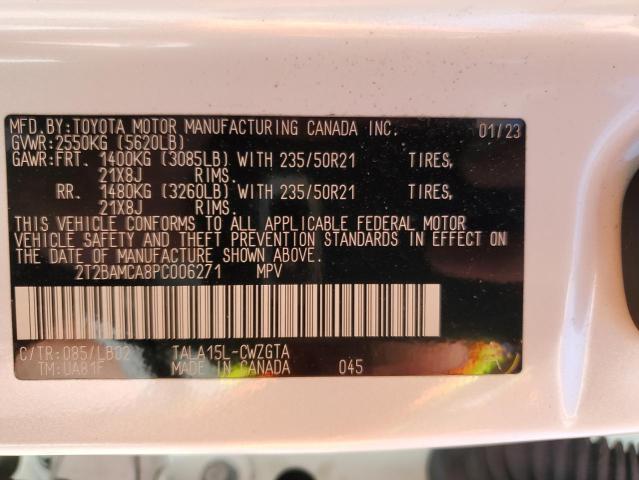 MFD.BY:TOYOTA MOTOR MANUFACTURING CANADA INC. 01/23
GVWR:2550KG (5620LB)
GAWR:FRT. 1400KG (3085LB) WITH 235/50R21 TIRES,
21X8J RIMS.
RR. 1480KG (3260LB) WITH 235/50R21 TIRES,
21X8J RIMS.
THIS VEHICLE CONFORMS TO ALL APPLICABLE FEDERAL MOTOR
VEHICLE SAFETY AND THEFT PREVENTION STANDARDS IN EFFECT ON
THE DATE OF MANUFACTURE SHOWN ABOVE.
2T2BAMCA8PC006271 MPV
C/TR:085/LB02 TALA15L-CWZGTA
TM:UA81F MADE IN CANADA 045